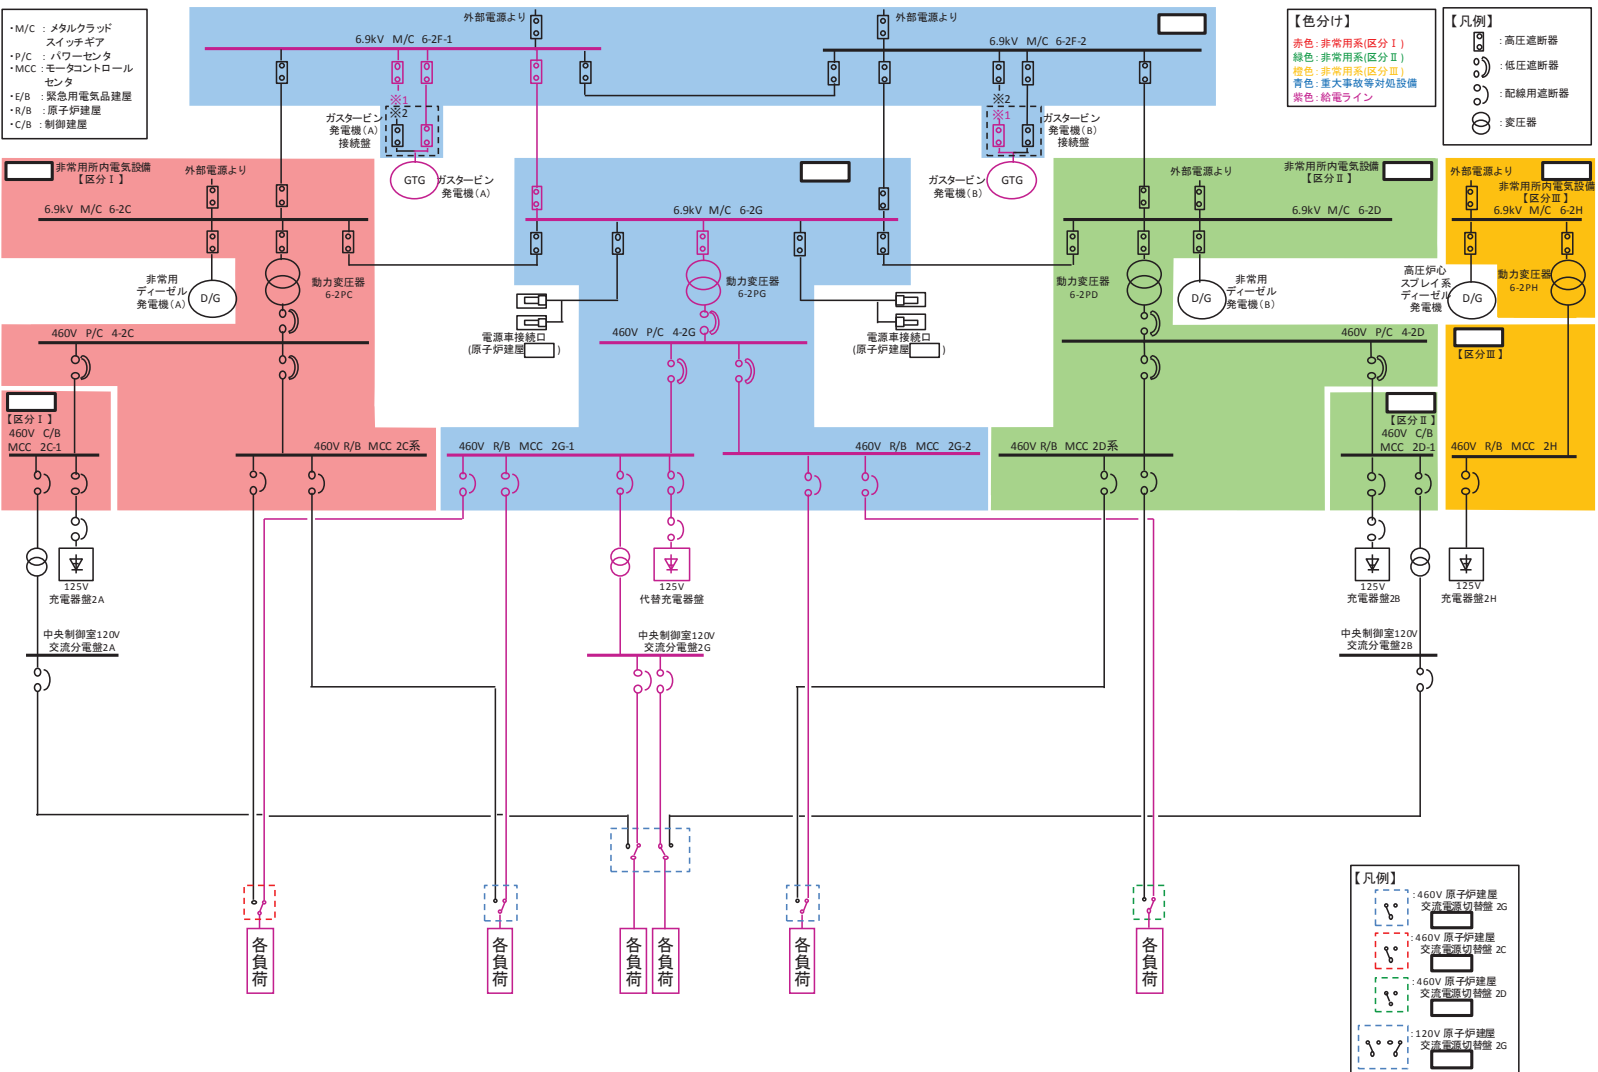 ・M/C : メタルクラッド
スイッチギア
・P/C : パワーセンタ
・MCC : モータコントロール
センタ
・E/B : 緊急用電気品建屋
・R/B : 原子炉建屋
・C/B : 制御建屋
外部電源より
外部電源より
6.9kV M/C 6-2F-1
6.9kV M/C 6-2F-2
【色分け】
赤色：非常用系(区分Ⅰ)
緑色：非常用系(区分Ⅱ)
橙色：非常用系(区分Ⅲ)
青色：重大事故等対処設備
紫色：給電ライン
【凡例】
：高圧遮断器
：低圧遮断器
：配線用遮断器
：変圧器
※1
※2
ガスタービン
発電機(A)
接続盤
※2
※1
ガスタービン
発電機(B)
接続盤
GTG
ガスタービン
発電機(A)
ガスタービン
発電機(B)
GTG
非常用所内電気設備
【区分Ⅰ】
外部電源より
6.9kV M/C 6-2C
6.9kV M/C 6-2G
外部電源より
非常用所内電気設備
【区分Ⅱ】
6.9kV M/C 6-2D
外部電源より
非常用所内電気設備
【区分Ⅲ】
6.9kV M/C 6-2H
非常用
ディーゼル
発電機(A)
D/G
動力変圧器
6-2PC
動力変圧器
6-2PG
動力変圧器
6-2PD
D/G
非常用
ディーゼル
発電機(B)
高圧炉心
スプレイ系
ディーゼル
発電機
D/G
動力変圧器
6-2PH
460V P/C 4-2C
電源車接続口
(原子炉建屋 )
460V P/C 4-2G
電源車接続口
(原子炉建屋 )
460V P/C 4-2D
【区分Ⅲ】
【区分Ⅰ】
460V C/B
MCC 2C-1
460V R/B MCC 2C系
460V R/B MCC 2G-1
460V R/B MCC 2G-2
460V R/B MCC 2D系
【区分Ⅱ】
460V C/B
MCC 2D-1
460V R/B MCC 2H
125V
充電器盤2A
125V
代替充電器盤
125V
充電器盤2B
125V
充電器盤2H
中央制御室120V
交流分電盤2A
中央制御室120V
交流分電盤2G
中央制御室120V
交流分電盤2B
各負荷
各負荷
各負荷
各負荷
各負荷
各負荷
【凡例】
：460V 原子炉建屋
交流電源切替盤 2G
：460V 原子炉建屋
交流電源切替盤 2C
：460V 原子炉建屋
交流電源切替盤 2D
：120V 原子炉建屋
交流電源切替盤 2G